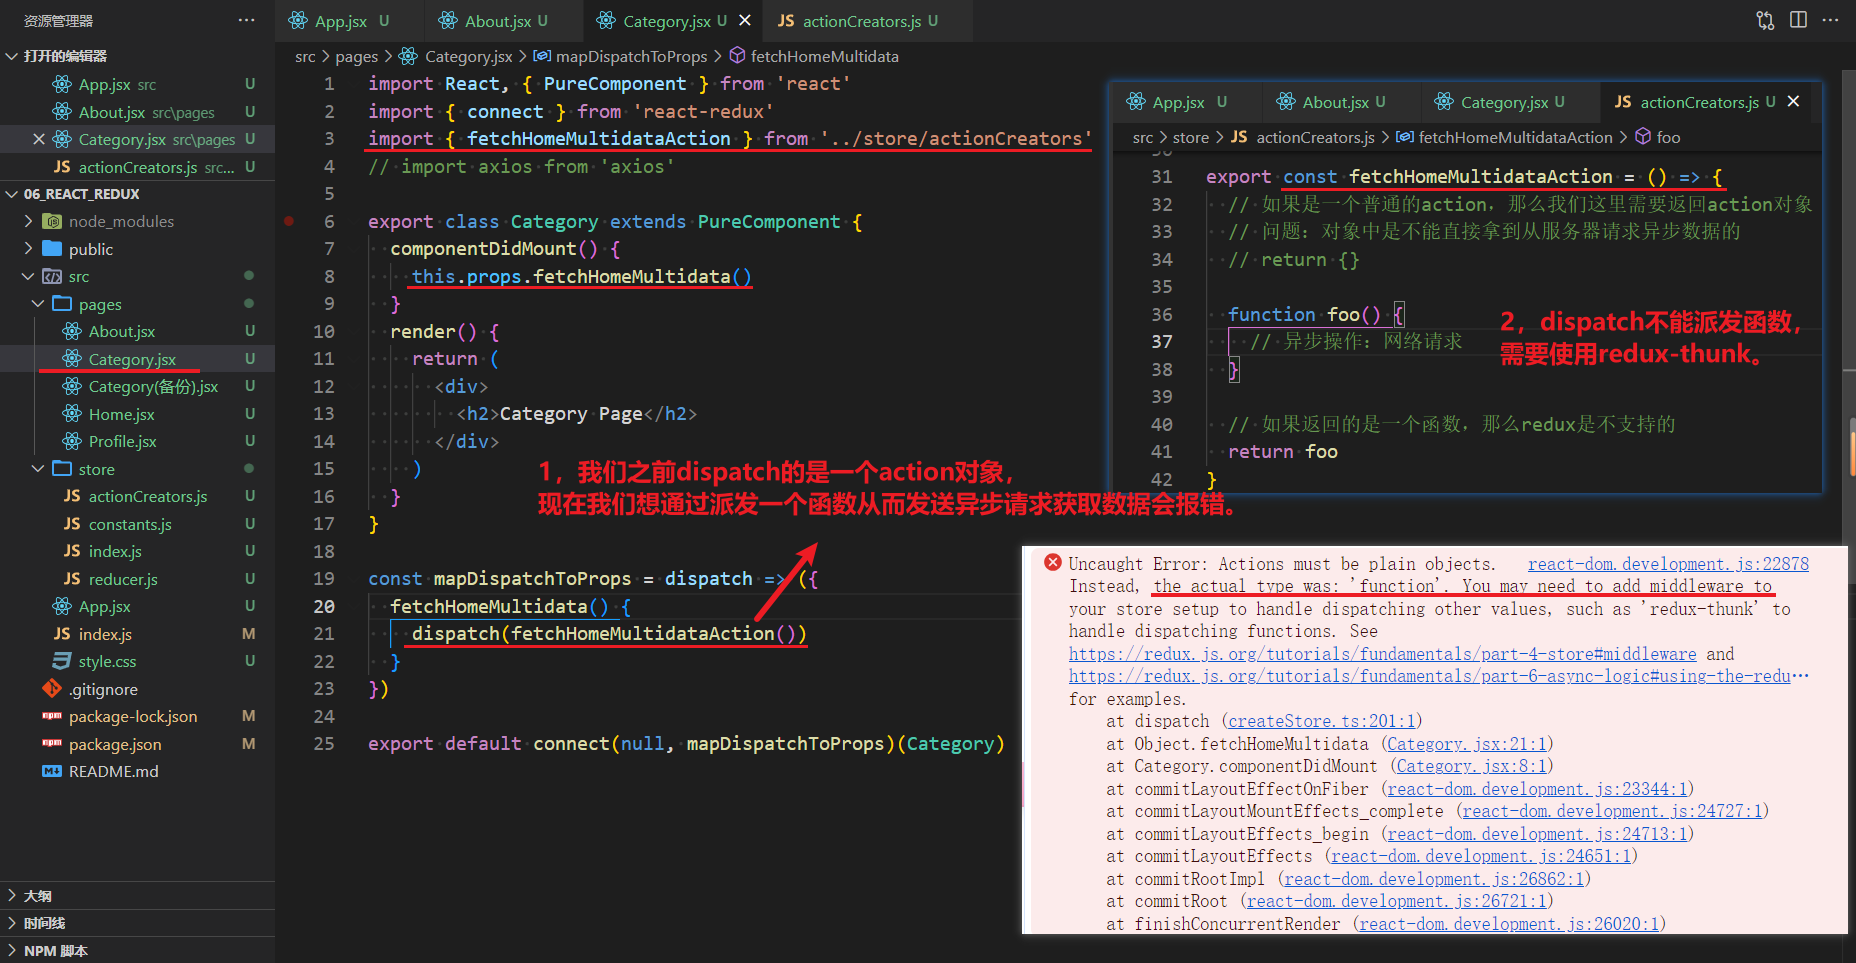 资源管理器
打开的编辑器
App.jsx src U
About.jsx src\pages U
Category.jsx src\pages U
JS actionCreators.js src... U
06_REACT_REDUX
node_modules
public
src
pages
About.jsx U
Category.jsx U
Category(备份).jsx U
Home.jsx U
Profile.jsx U
store
JS actionCreators.js U
JS constants.js U
JS index.js U
JS reducer.js U
App.jsx U
JS index.js M
style.css U
.gitignore
npm package-lock.json M
npm package.json M
README.md
大纲
时间线
NPM 脚本
App.jsx U About.jsx U Category.jsx U JS actionCreators.js U
src > pages > Category.jsx > mapDispatchToProps > fetchHomeMultidata
1 import React, { PureComponent } from 'react'
2 import { connect } from 'react-redux'
3 import { fetchHomeMultidataAction } from '../store/actionCreators'
4 // import axios from 'axios'
5
6 export class Category extends PureComponent {
7 componentDidMount() {
8 this.props.fetchHomeMultidata()
9 }
10 render() {
11 return (
12 <div>
13 <h2>Category Page</h2>
14 </div>
15 )
16 }
17 }
18
19 const mapDispatchToProps = dispatch => ({
20 fetchHomeMultidata() {
21 dispatch(fetchHomeMultidataAction())
22 }
23 })
24
25 export default connect(null, mapDispatchToProps)(Category)
1，我们之前dispatch的是一个action对象，
现在我们想通过派发一个函数从而发送异步请求获取数据会报错。
App.jsx U About.jsx U Category.jsx U JS actionCreators.js U
src > store > JS actionCreators.js > fetchHomeMultidataAction > foo
31 export const fetchHomeMultidataAction = () => {
32 // 如果是一个普通的action，那么我们这里需要返回action对象
33 // 问题：对象中是不能直接拿到从服务器请求异步数据的
34 // return {}
35
36 function foo() {
37 // 异步操作：网络请求
38 }
39
40 // 如果返回的是一个函数，那么redux是不支持的
41 return foo
42 }
2，dispatch不能派发函数，
需要使用redux-thunk。
Uncaught Error: Actions must be plain objects. react-dom.development.js:22878
Instead, the actual type was: 'function'. You may need to add middleware to
your store setup to handle dispatching other values, such as 'redux-thunk' to
handle dispatching functions. See
https://redux.js.org/tutorials/fundamentals/part-4-store#middleware and
https://redux.js.org/tutorials/fundamentals/part-6-async-logic#using-the-redu…
for examples.
at dispatch (createStore.ts:201:1)
at Object.fetchHomeMultidata (Category.jsx:21:1)
at Category.componentDidMount (Category.jsx:8:1)
at commitLayoutEffectOnFiber (react-dom.development.js:23344:1)
at commitLayoutMountEffects_complete (react-dom.development.js:24727:1)
at commitLayoutEffects_begin (react-dom.development.js:24713:1)
at commitLayoutEffects (react-dom.development.js:24651:1)
at commitRootImpl (react-dom.development.js:26862:1)
at commitRoot (react-dom.development.js:26721:1)
at finishConcurrentRender (react-dom.development.js:26020:1)